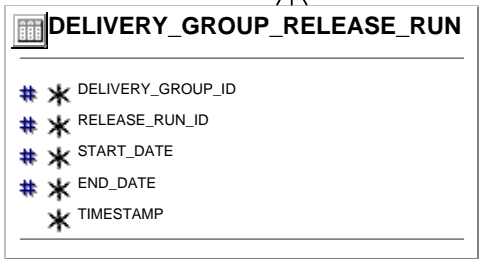 DELIVERY_GROUP_RELEASE_RUN
# * DELIVERY_GROUP_ID
# * RELEASE_RUN_ID
# * START_DATE
# * END_DATE
* TIMESTAMP